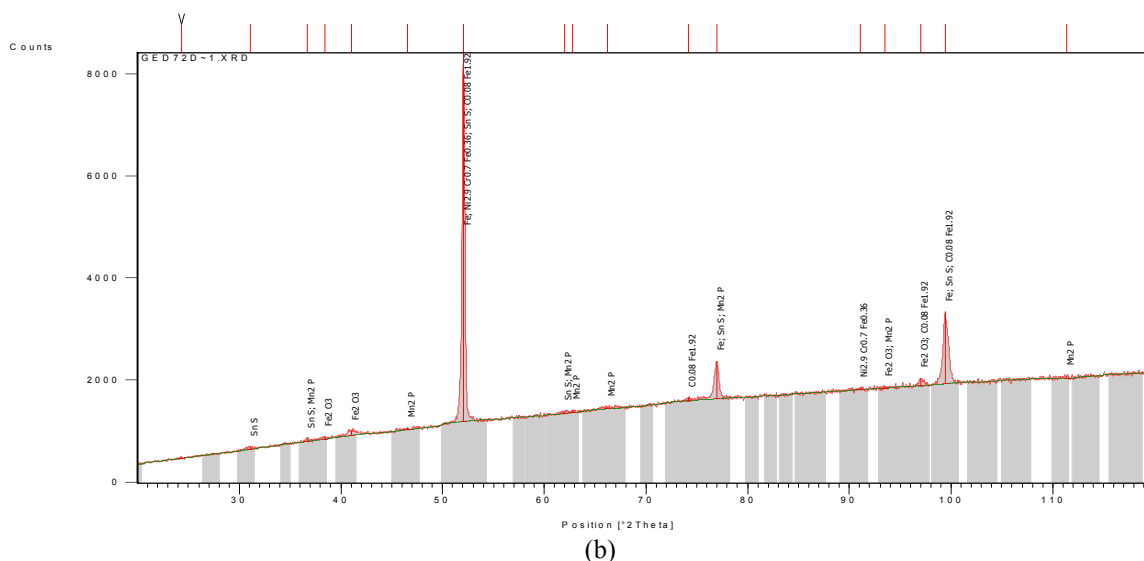 Counts
GED72D~1.XRD
8000
6000
4000
2000
0
Sn S
Sn S; Mn2 P
Fe2 O3
Fe2 O3
Mn2 P
Fe; Ni2.9 Cr0.7 Fe0.36; Sn S; C0.08 Fe1.92
Sn S; Mn2 P
Mn2 P
Mn2 P
C0.08 Fe1.92
Fe; Sn S; Mn2 P
Ni2.9 Cr0.7 Fe0.36
Fe2 O3; Mn2 P
Fe2 O3; C0.08 Fe1.92
Fe; Sn S; C0.08 Fe1.92
Mn2 P
30 40 50 60 70 80 90 100 110
Position [°2Theta]
(b)